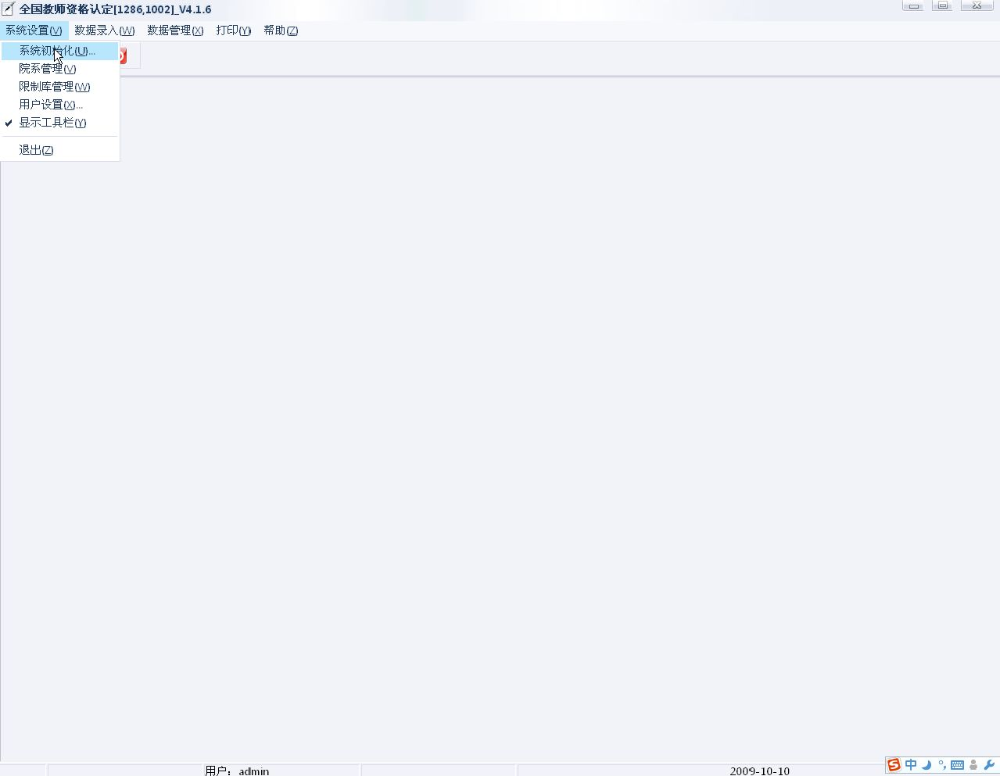 全国教师资格认定[1286,1002]_V4.1.6
系统设置(V) 数据录入(W) 数据管理(X) 打印(Y) 帮助(Z)
系统初始化(U)...
院系管理(V)
限制库管理(W)
用户设置(X)...
显示工具栏(Y)
退出(Z)
用户：admin 2009-10-10
S 中